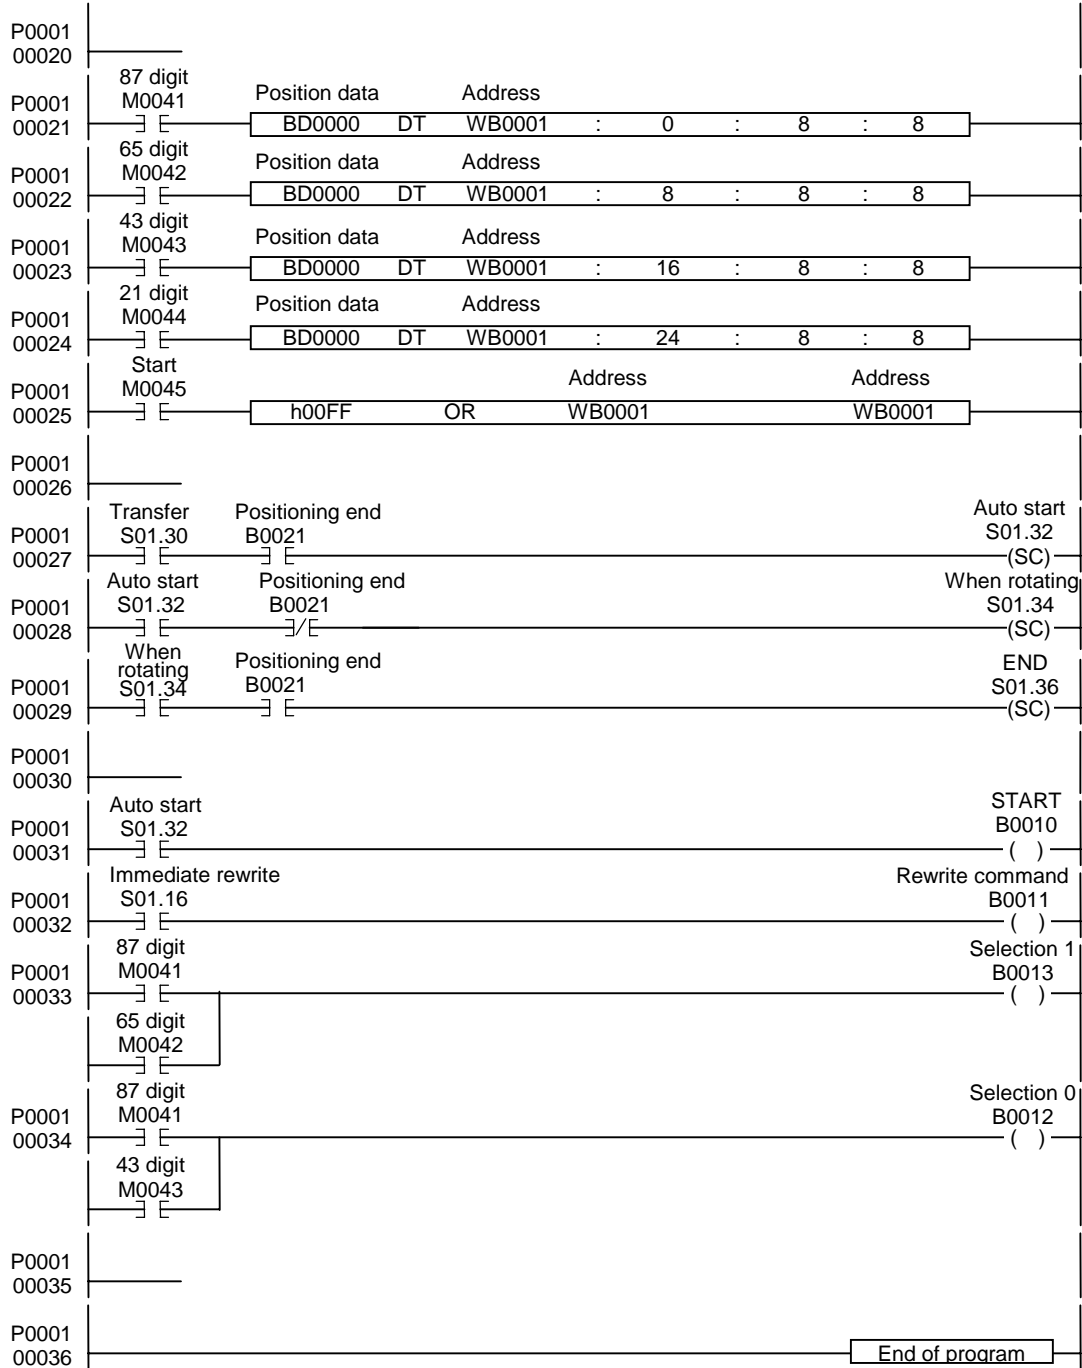 P0001
00020
87 digit
P0001 M0041 Position data Address
00021 BD0000 DT WB0001 : 0 : 8 : 8
65 digit
P0001 M0042 Position data Address
00022 BD0000 DT WB0001 : 8 : 8 : 8
43 digit
P0001 M0043 Position data Address
00023 BD0000 DT WB0001 : 16 : 8 : 8
21 digit
P0001 M0044 Position data Address
00024 BD0000 DT WB0001 : 24 : 8 : 8
Start
P0001 M0045 Address Address
00025 h00FF OR WB0001 WB0001
P0001
00026
Transfer Positioning end Auto start
P0001 S01.30 B0021 S01.32
00027 (SC)
Auto start Positioning end When rotating
P0001 S01.32 B0021 S01.34
00028 (SC)
When
rotating Positioning end END
P0001 S01.34 B0021 S01.36
00029 (SC)
P0001
00030
Auto start START
P0001 S01.32 B0010
00031 ( )
Immediate rewrite Rewrite command
P0001 S01.16 B0011
00032 ( )
87 digit Selection 1
P0001 M0041 B0013
00033 ( )
65 digit
M0042
87 digit Selection 0
P0001 M0041 B0012
00034 ( )
43 digit
M0043
P0001
00035
P0001
00036 End of program